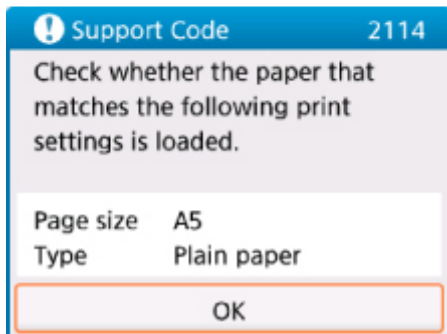 Support Code 2114
Check whether the paper that
matches the following print
settings is loaded.
Page size A5
Type Plain paper
OK